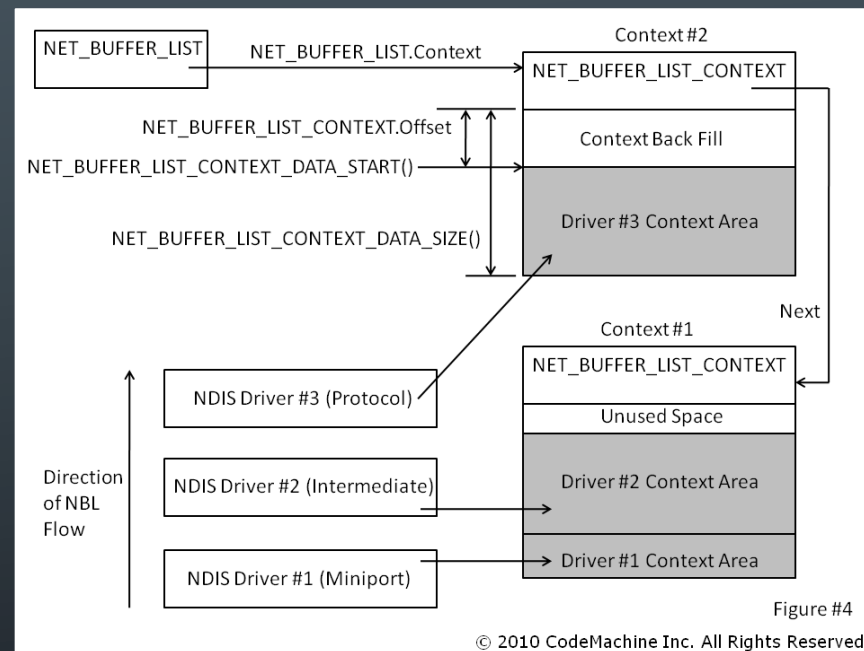 Context #2
NET_BUFFER_LIST
NET_BUFFER_LIST.Context
NET_BUFFER_LIST_CONTEXT
NET_BUFFER_LIST_CONTEXT.Offset
Context Back Fill
NET_BUFFER_LIST_CONTEXT_DATA_START()
Driver #3 Context Area
NET_BUFFER_LIST_CONTEXT_DATA_SIZE()
Next
Context #1
NET_BUFFER_LIST_CONTEXT
NDIS Driver #3 (Protocol)
Unused Space
Direction
of NBL
Flow
NDIS Driver #2 (Intermediate)
Driver #2 Context Area
NDIS Driver #1 (Miniport)
Driver #1 Context Area
Figure #4
© 2010 CodeMachine Inc. All Rights Reserved